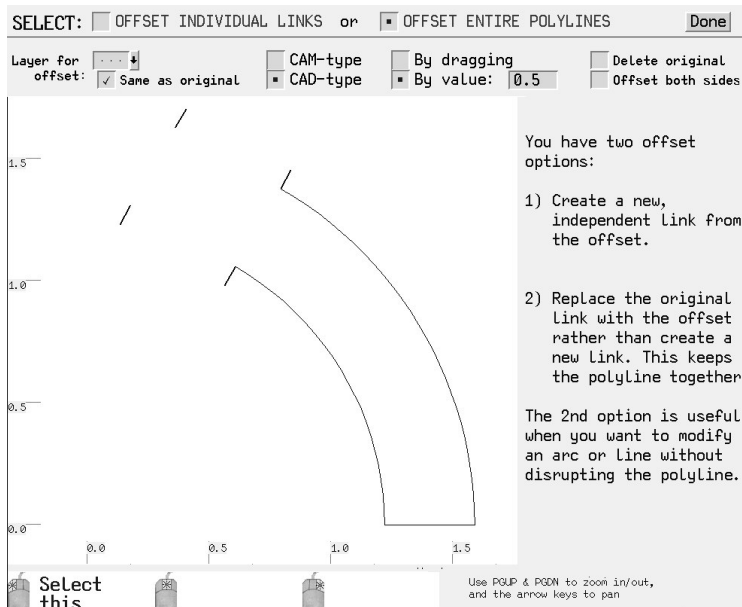 SELECT: OFFSET INDIVIDUAL LINKS or OFFSET ENTIRE POLYLINES Done
Layer for offset: ... Same as original
CAM-type
CAD-type
By dragging
By value: 0.5
Delete original
Offset both sides
You have two offset
options:
1) Create a new,
independent link from
the offset.
2) Replace the original
link with the offset
rather than create a
new link. This keeps
the polyline together
The 2nd option is useful
when you want to modify
an arc or line without
disrupting the polyline.
1.5
1.0
0.5
0.0
0.0 0.5 1.0 1.5
Select
this
Use PGUP & PGDN to zoom in/out,
and the arrow keys to pan